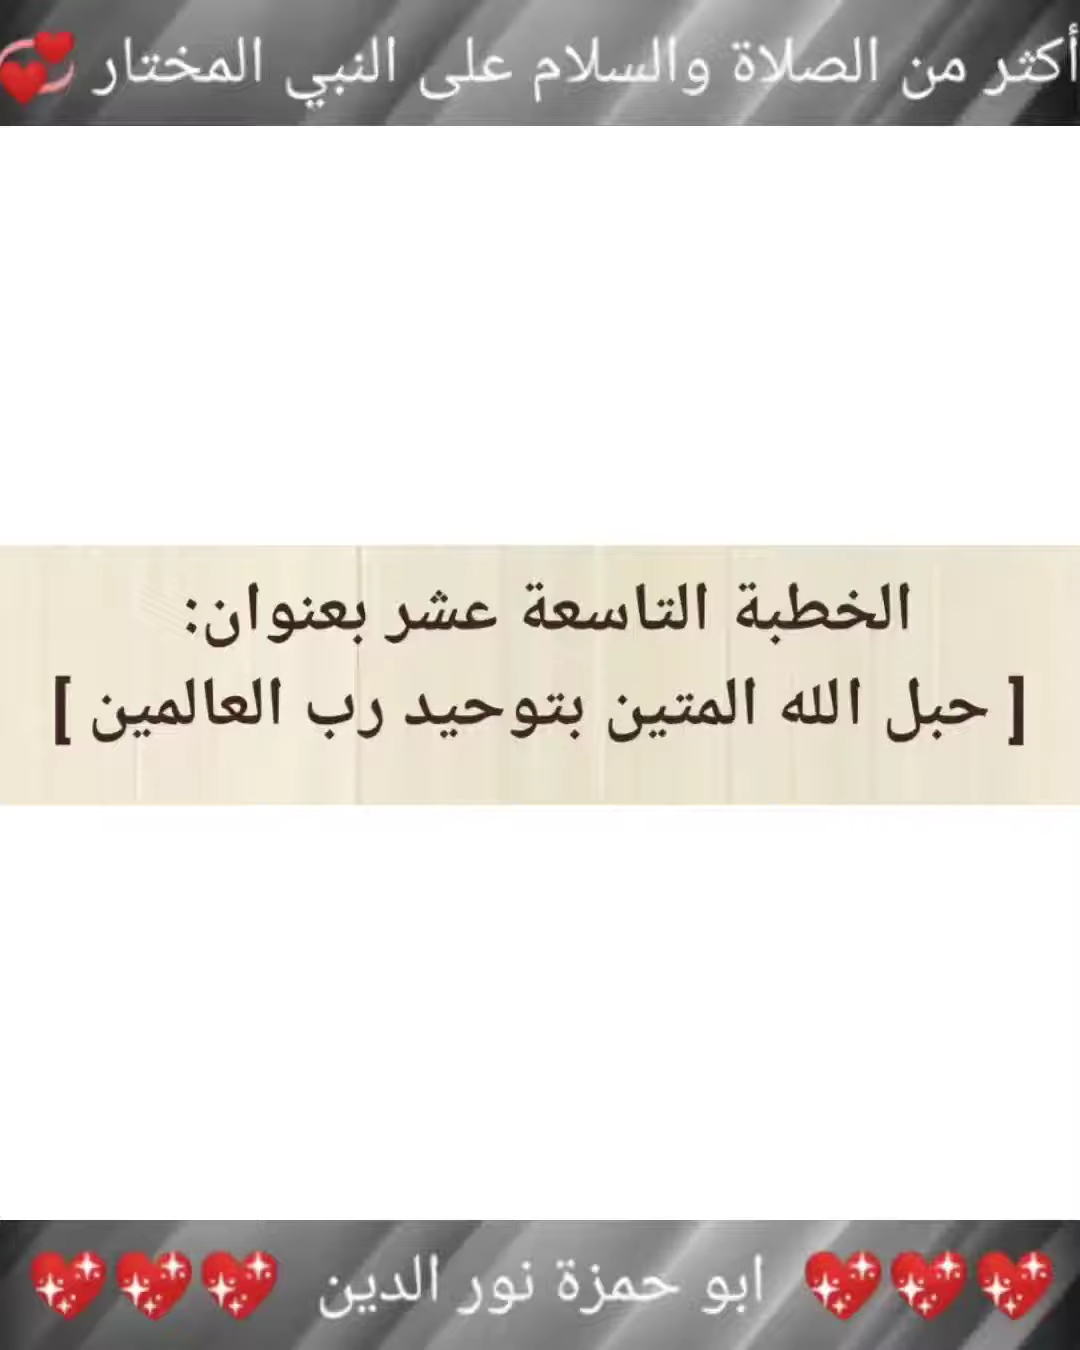 أكثر من الصلاة والسلام على النبي المختار 💞
الخطبة التاسعة عشر بعنوان:
[ حبل الله المتين بتوحيد رب العالمين ]
💖💖💖 ابو حمزة نور الدين 💖💖💖